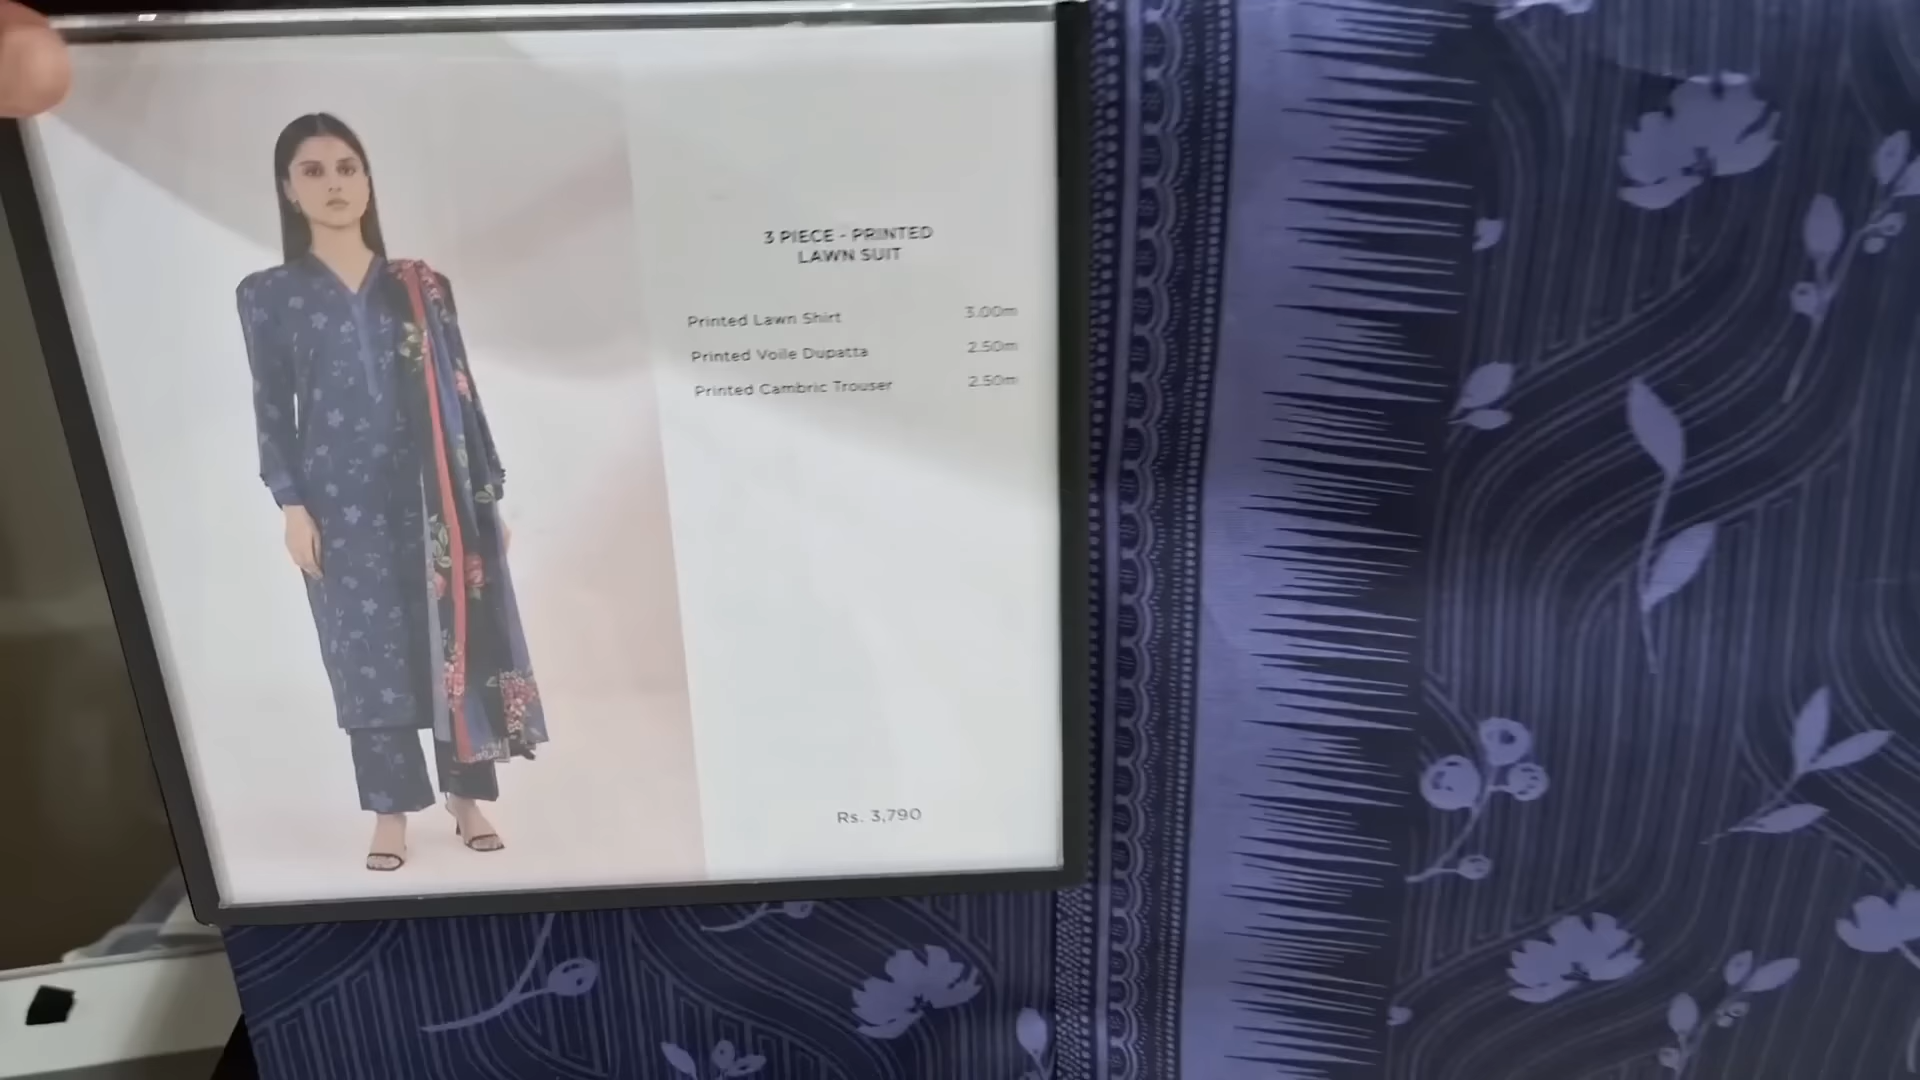 3 PIECE - PRINTED
LAWN SUIT
Printed Lawn Shirt 3.00m
Printed Voile Dupatta 2.50m
Printed Cambric Trouser 2.50m
Rs. 3,790